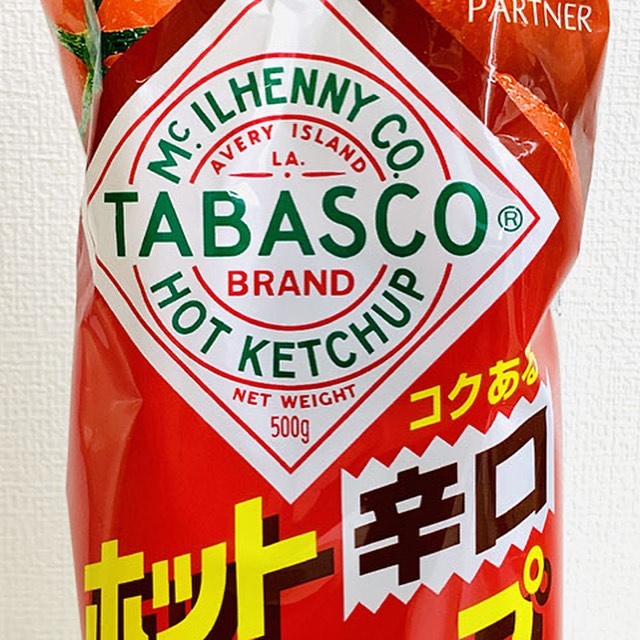 PARTNER
McILHENNY CO.
AVERY ISLAND
LA.
TABASCO®
BRAND
HOT KETCHUP
NET WEIGHT
500g
コクある
辛口
ホット
プ